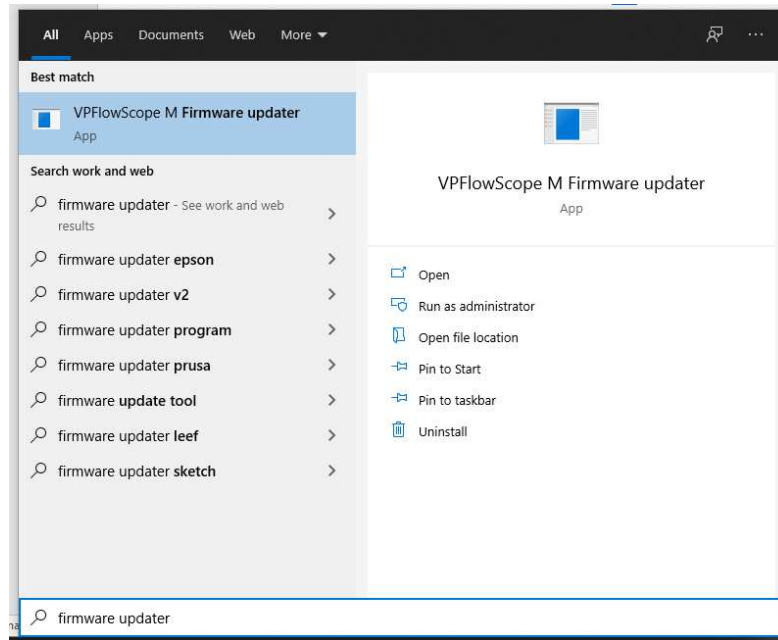 All Apps Documents Web More
Best match
VPFlowScope M Firmware updater
App
Search work and web
firmware updater - See work and web
results
firmware updater epson
firmware updater v2
firmware updater program
firmware updater prusa
firmware update tool
firmware updater leef
firmware updater sketch
VPFlowScope M Firmware updater
App
Open
Run as administrator
Open file location
Pin to Start
Pin to taskbar
Uninstall
firmware updater